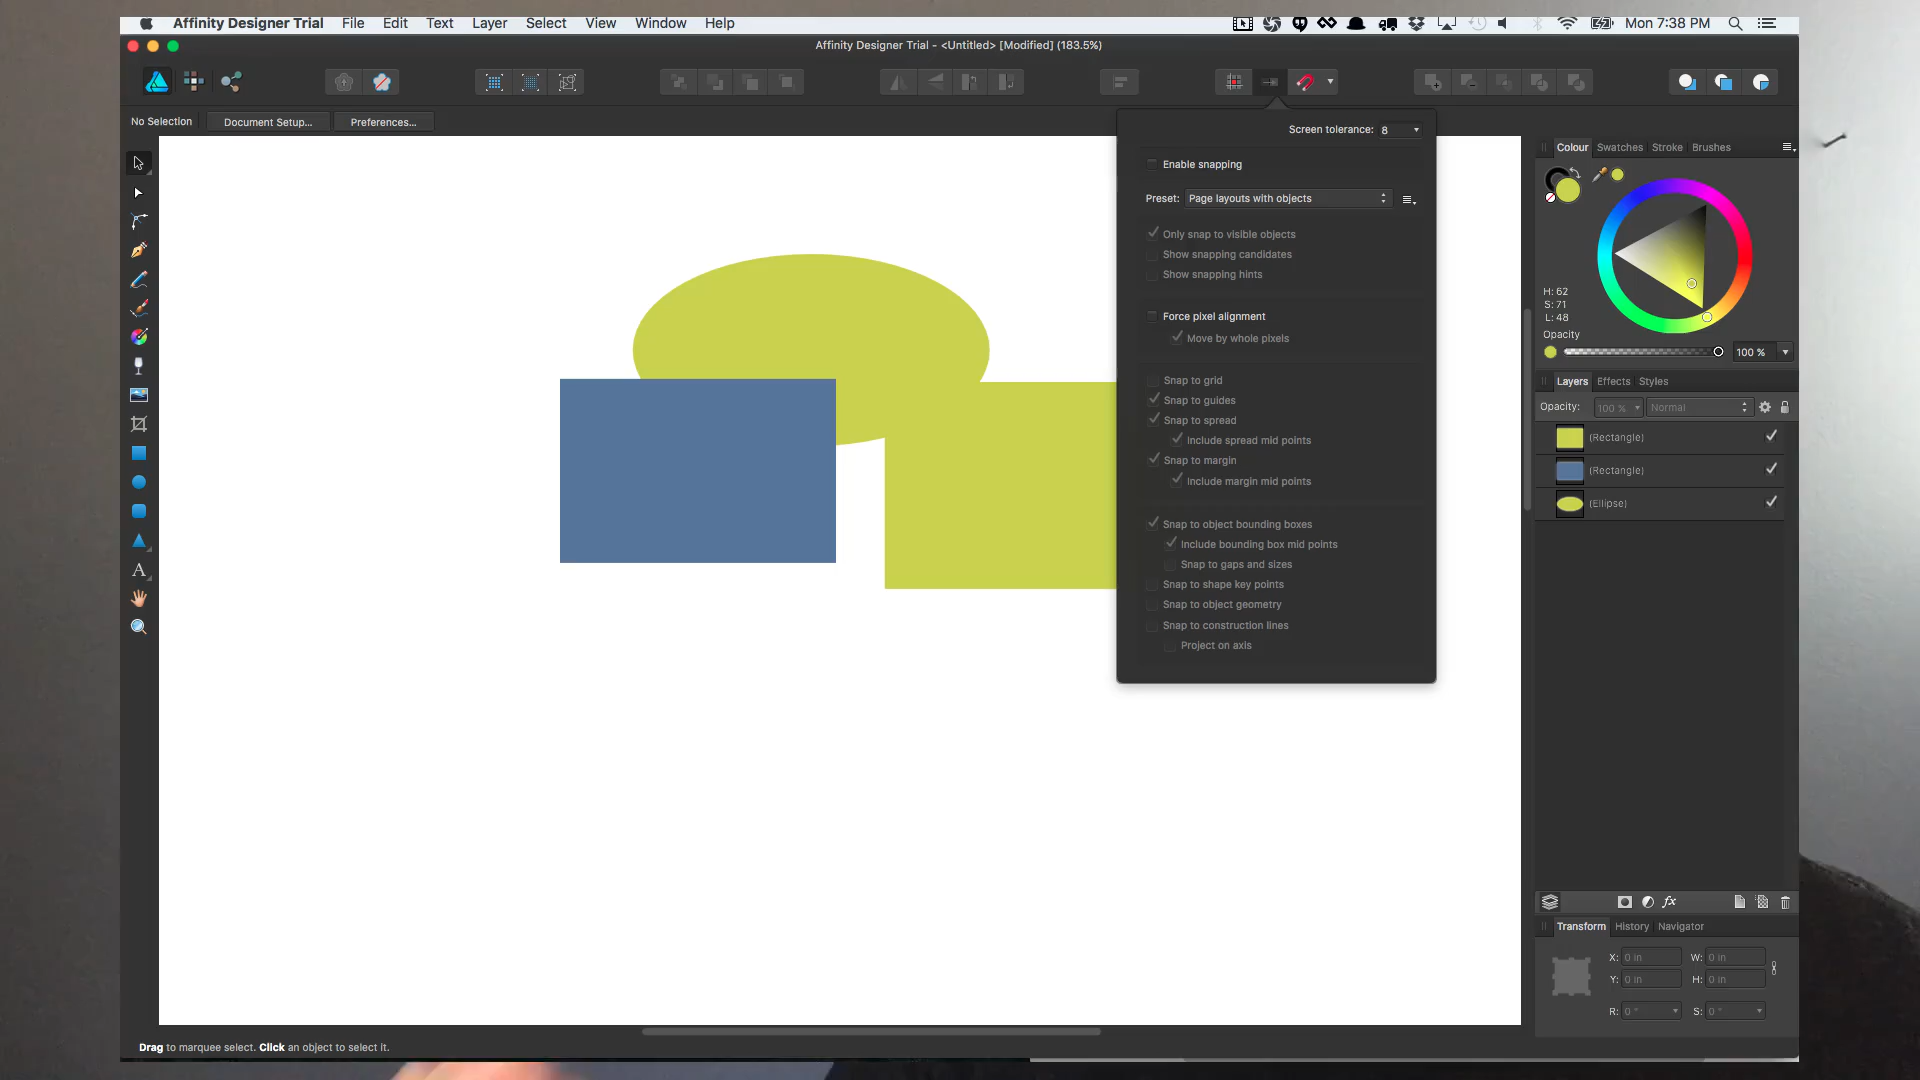 Affinity Designer Trial File Edit Text Layer Select View Window Help Mon 7:38 PM
Affinity Designer Trial - <Untitled> [Modified] (183.5%)
No Selection Document Setup... Preferences...
Screen tolerance: 8
Enable snapping
Preset: Page layouts with objects
Only snap to visible objects
Show snapping candidates
Show snapping hints
Force pixel alignment
Move by whole pixels
Snap to grid
Snap to guides
Snap to spread
Include spread mid points
Snap to margin
Include margin mid points
Snap to object bounding boxes
Include bounding box mid points
Snap to gaps and sizes
Snap to shape key points
Snap to object geometry
Snap to construction lines
Project on axis
Colour Swatches Stroke Brushes
H: 62
S: 71
L: 48
Opacity
100 %
Layers Effects Styles
Opacity: 100 % Normal
(Rectangle)
(Rectangle)
(Ellipse)
fx
Transform History Navigator
X: 0 in W: 0 in
Y: 0 in H: 0 in
R: 0 ° S: 0 °
A
Drag to marquee select. Click an object to select it.